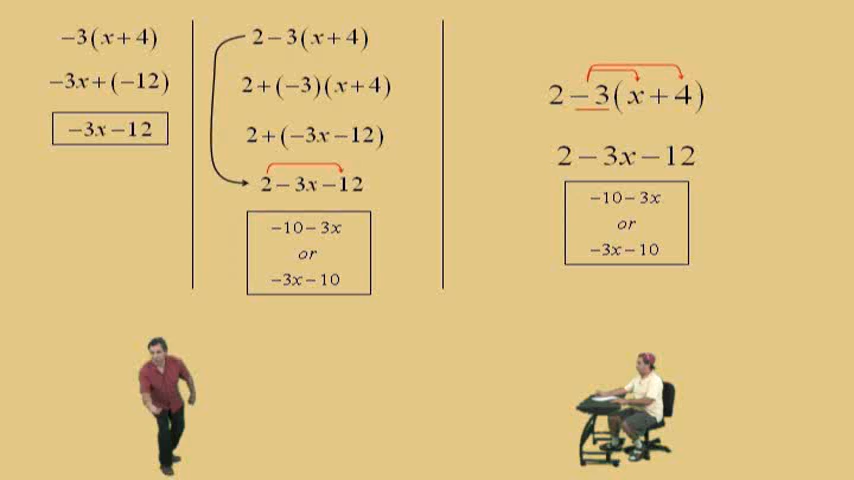 −3(x+4)
−3x+(−12)
−3x−12
2−3(x+4)
2+(−3)(x+4)
2+(−3x−12)
2−3x−12
−10−3x
or
−3x−10
2−3(x+4)
2−3x−12
−10−3x
or
−3x−10